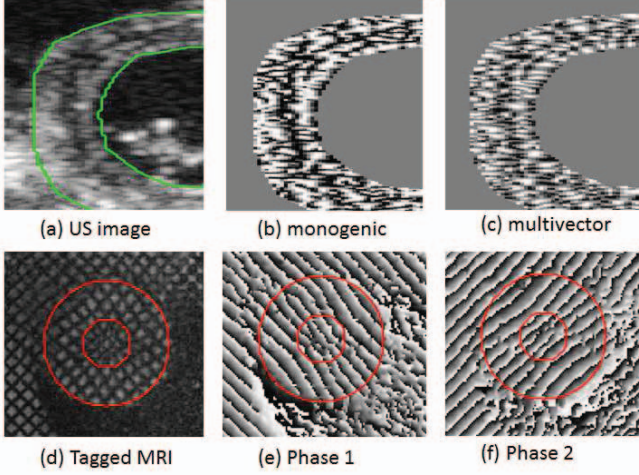 (a) US image
(b) monogenic
(c) multivector
(d) Tagged MRI
(e) Phase 1
(f) Phase 2